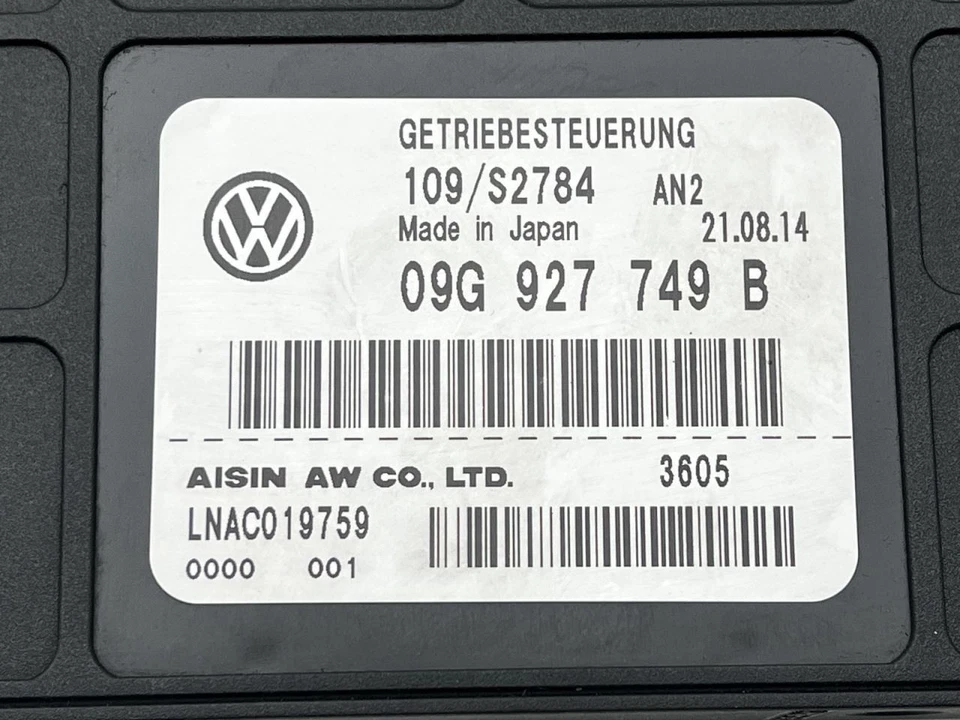 GETRIEBESTEUERUNG
109/S2784 AN2
Made in Japan 21.08.14
09G 927 749 B
AISIN AW CO., LTD. 3605
LNAC019759
0000 001